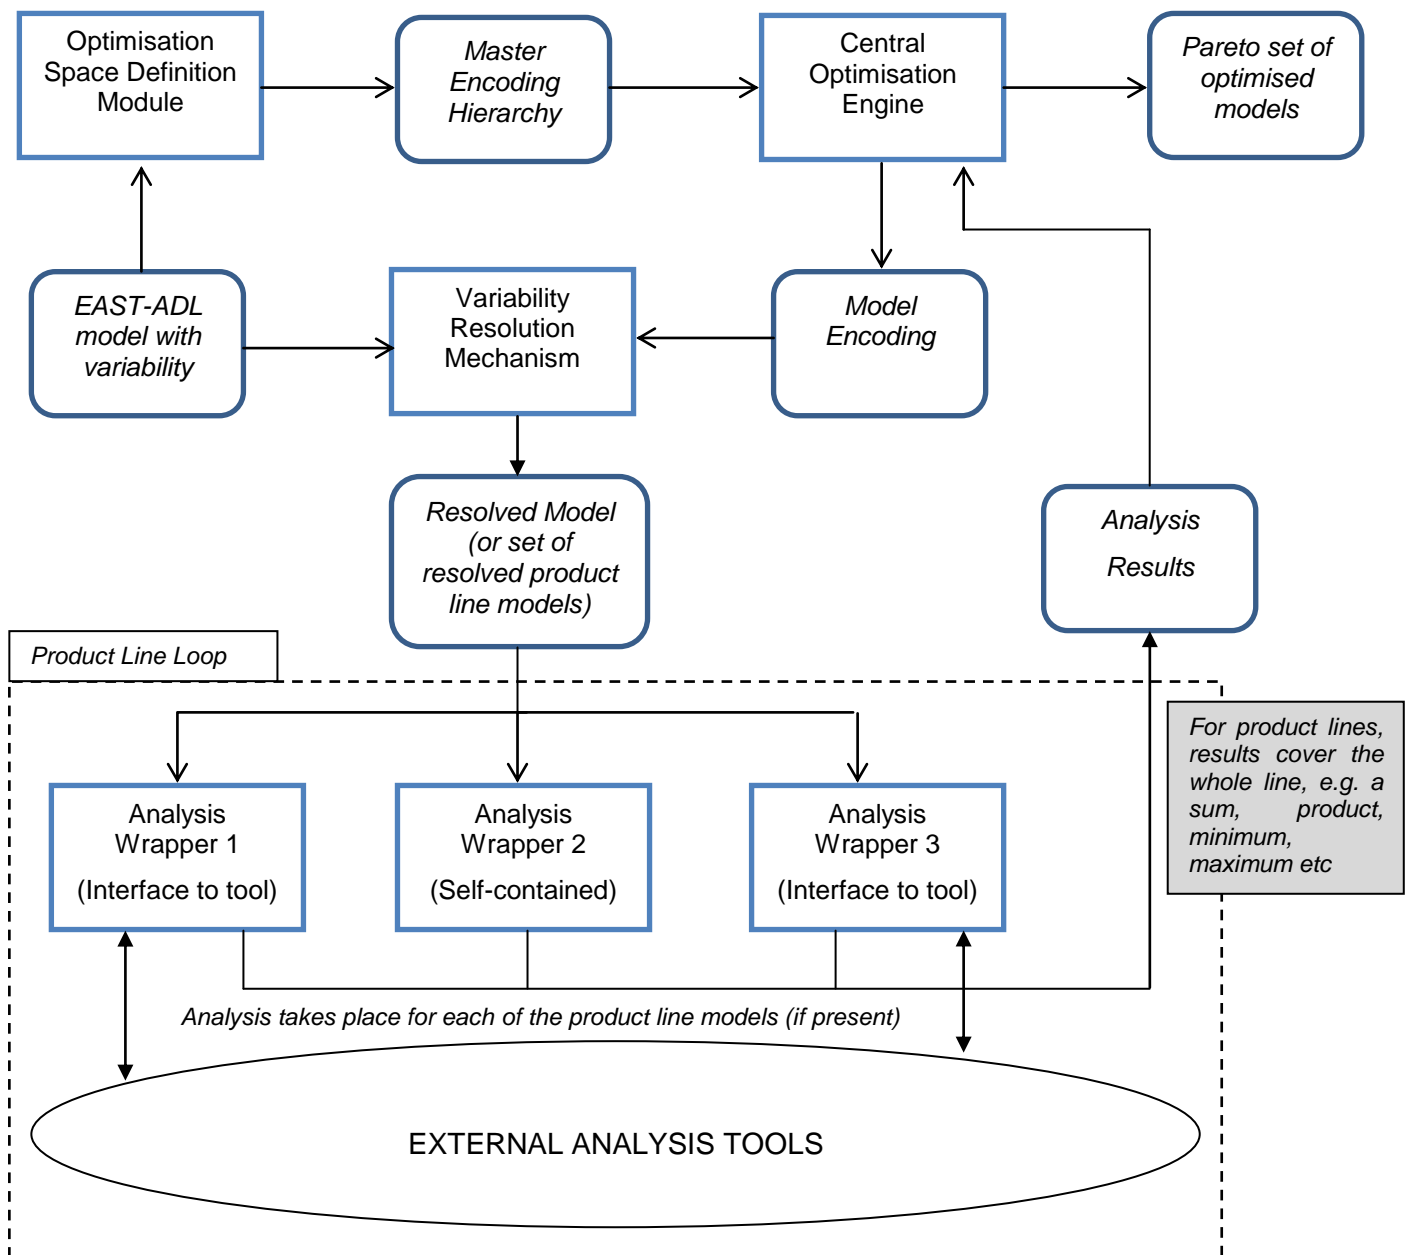 Optimisation
Space Definition
Module
Master
Encoding
Hierarchy
Central
Optimisation
Engine
Pareto set of
optimised
models
EAST-ADL
model with
variability
Variability
Resolution
Mechanism
Model
Encoding
Resolved Model
(or set of
resolved product
line models)
Analysis
Results
Product Line Loop
For product lines,
results cover the
whole line, e.g. a
sum, product,
minimum,
maximum etc
Analysis
Wrapper 1
(Interface to tool)
Analysis
Wrapper 2
(Self-contained)
Analysis
Wrapper 3
(Interface to tool)
Analysis takes place for each of the product line models (if present)
EXTERNAL ANALYSIS TOOLS